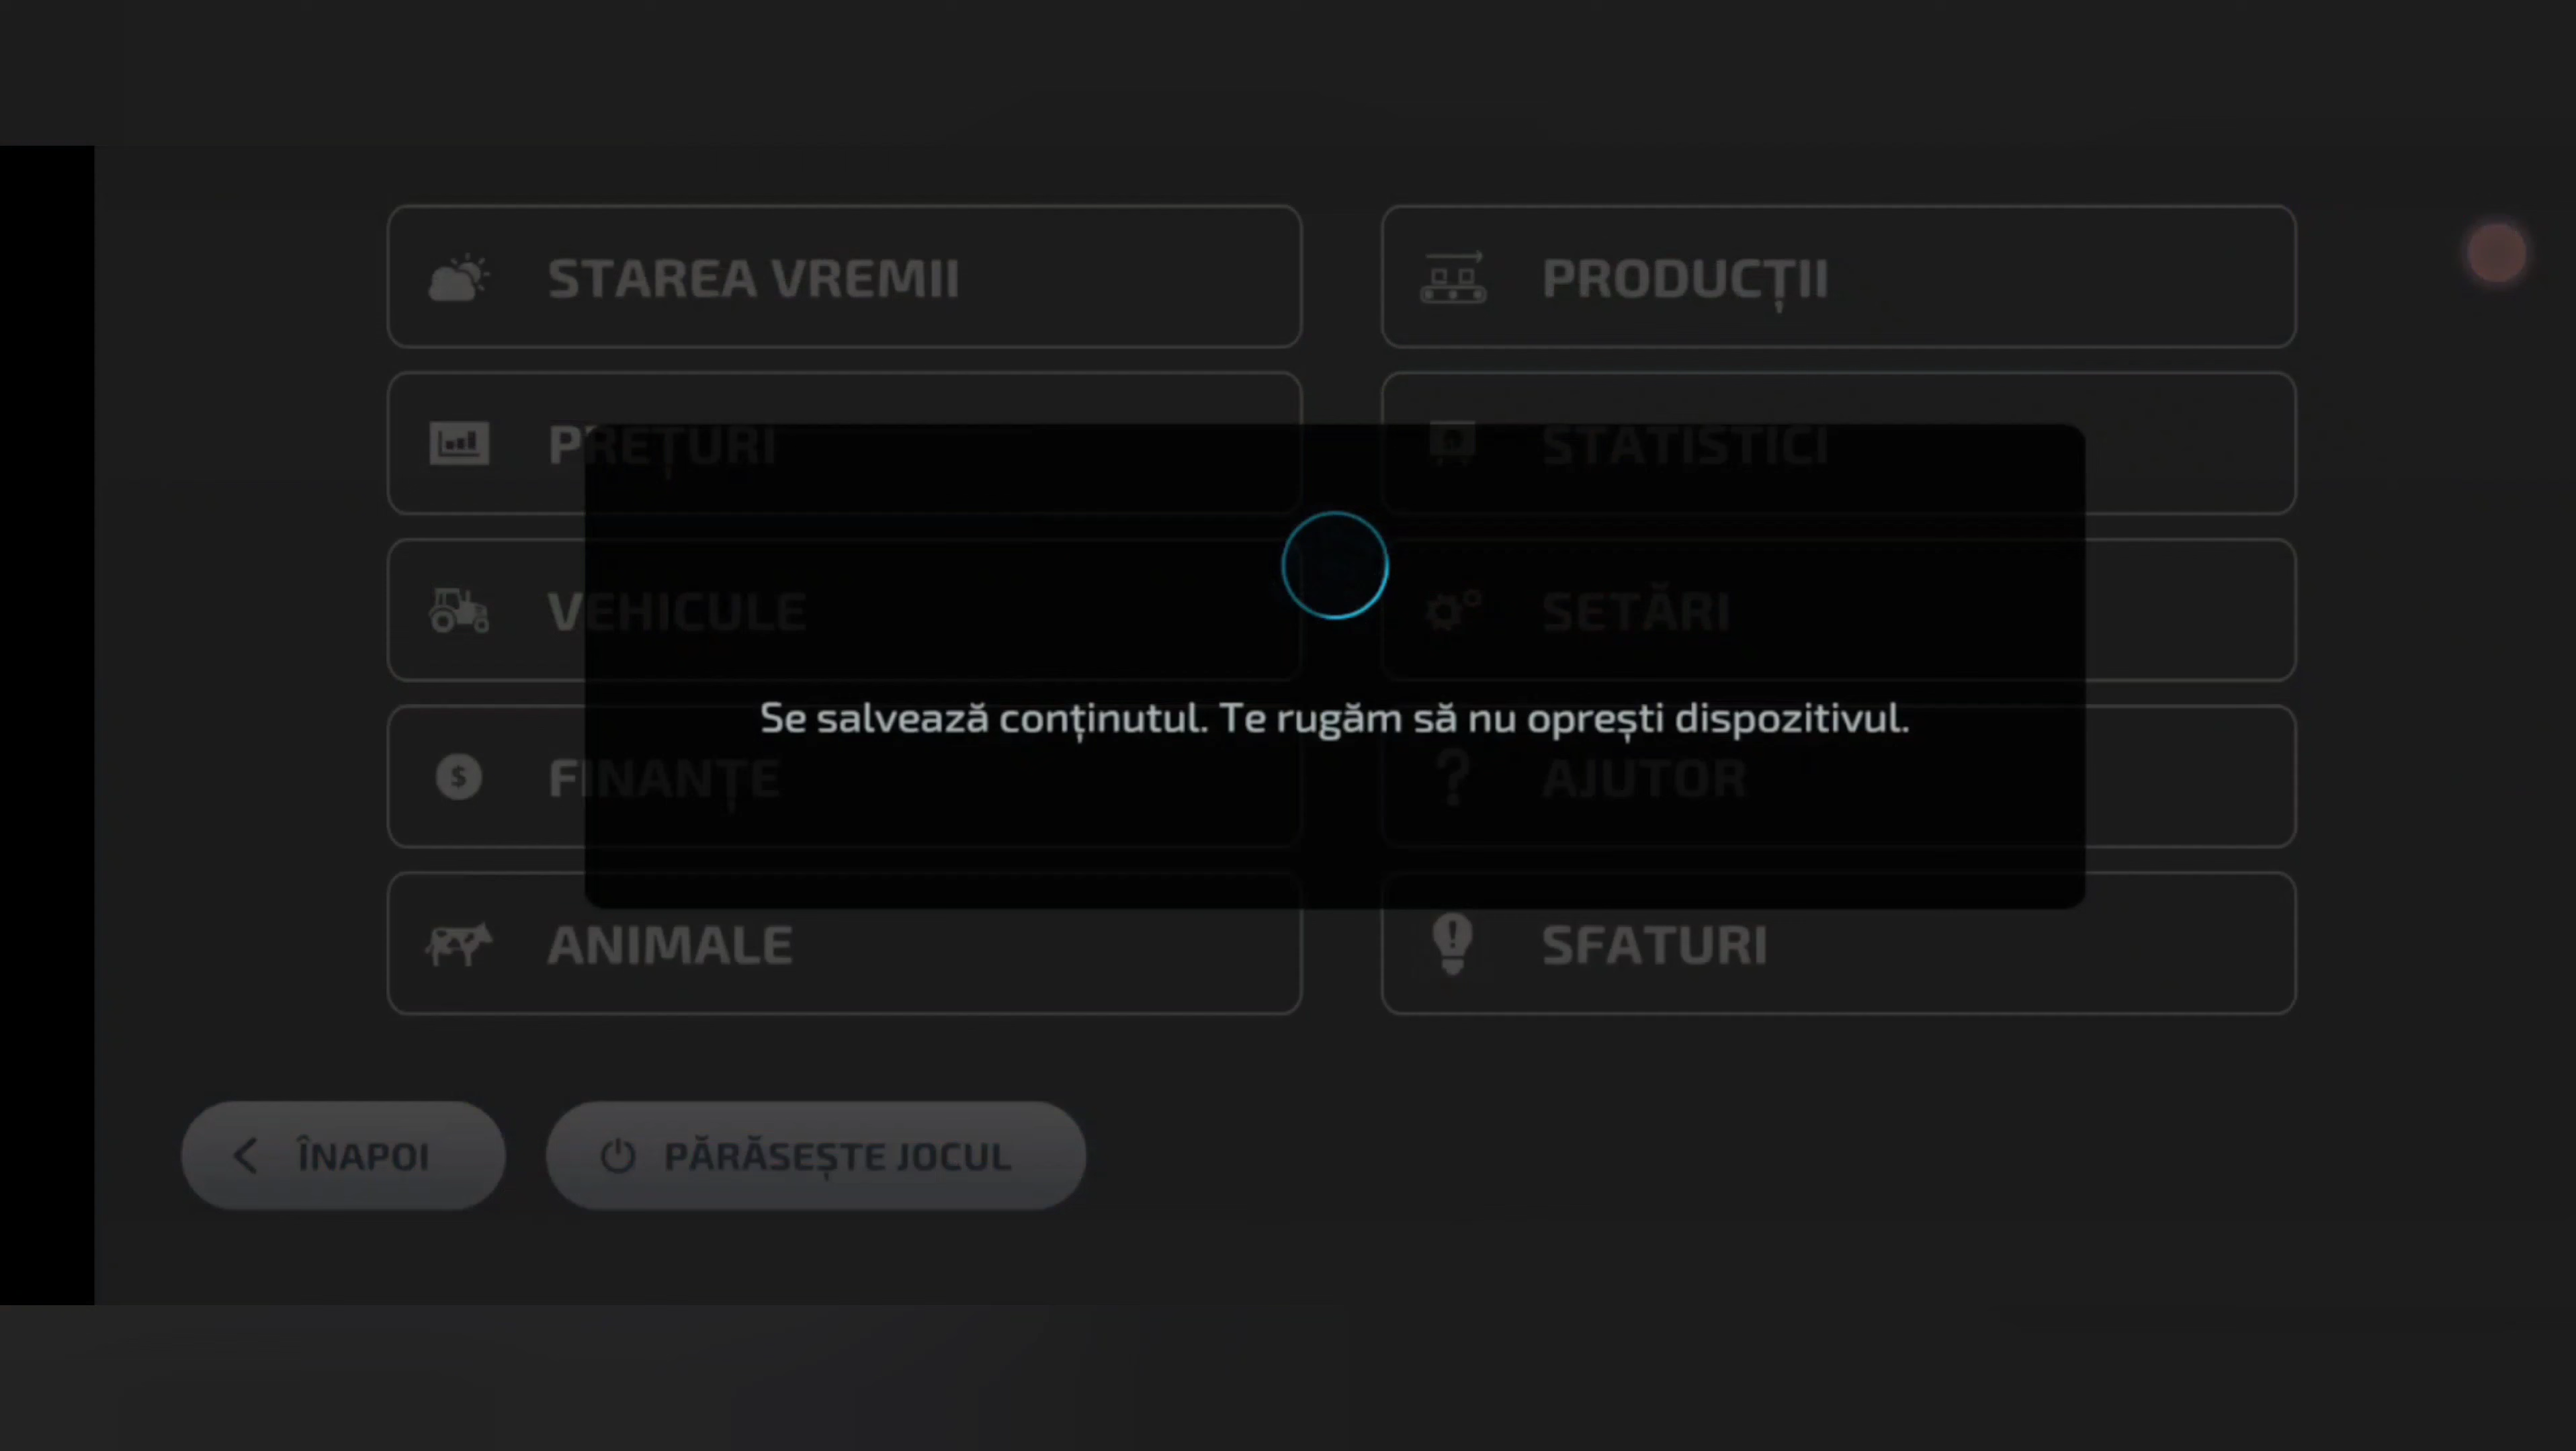 STAREA VREMII
PRODUCȚII
PREȚURI
STATISTICI
VEHICULE
SETĂRI
Se salvează conținutul. Te rugăm să nu oprești dispozitivul.
FINANȚE
AJUTOR
ANIMALE
SFATURI
ÎNAPOI
PĂRĂSEȘTE JOCUL